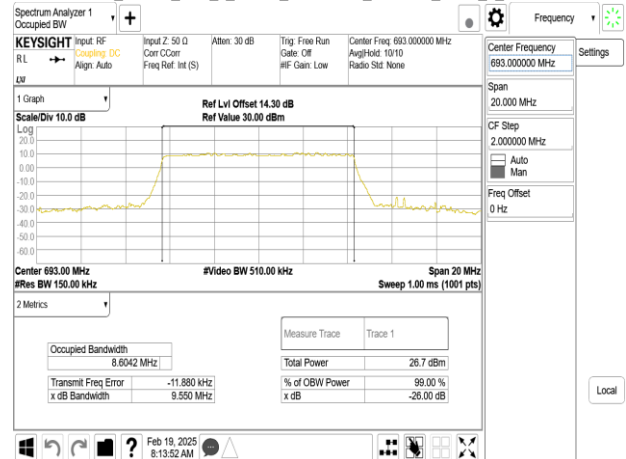 Spectrum Analyzer 1
Occupied BW
Frequency
KEYSIGHT Input: RF Input Z: 50 Ω Atten: 30 dB Trig: Free Run Center Freq: 693.000000 MHz
RL Coupling: DC Corr CCorr Gate: Off Avg|Hold: 10/10
Align: Auto Freq Ref: Int (S) #IF Gain: Low Radio Std: None
LXI
Center Frequency
693.000000 MHz
Settings
Span
20.000 MHz
CF Step
2.000000 MHz
Auto
Man
Freq Offset
0 Hz
Local
1 Graph
Ref Lvl Offset 14.30 dB
Scale/Div 10.0 dB Ref Value 30.00 dBm
Log
20.0
10.0
0.00
-10.0
-20.0
-30.0
-40.0
-50.0
-60.0
Center 693.00 MHz #Video BW 510.00 kHz Span 20 MHz
#Res BW 150.00 kHz Sweep 1.00 ms (1001 pts)
2 Metrics
Measure Trace Trace 1
Occupied Bandwidth
8.6042 MHz Total Power 26.7 dBm
Transmit Freq Error -11.880 kHz % of OBW Power 99.00 %
x dB Bandwidth 9.550 MHz x dB -26.00 dB
? Feb 19, 2025
8:13:52 AM